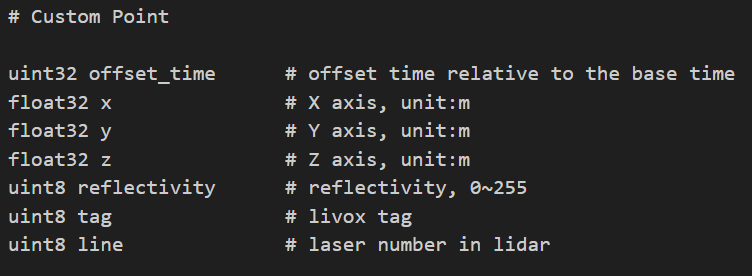 # Custom Point
uint32 offset_time # offset time relative to the base time
float32 x # X axis, unit:m
float32 y # Y axis, unit:m
float32 z # Z axis, unit:m
uint8 reflectivity # reflectivity, 0~255
uint8 tag # livox tag
uint8 line # laser number in lidar